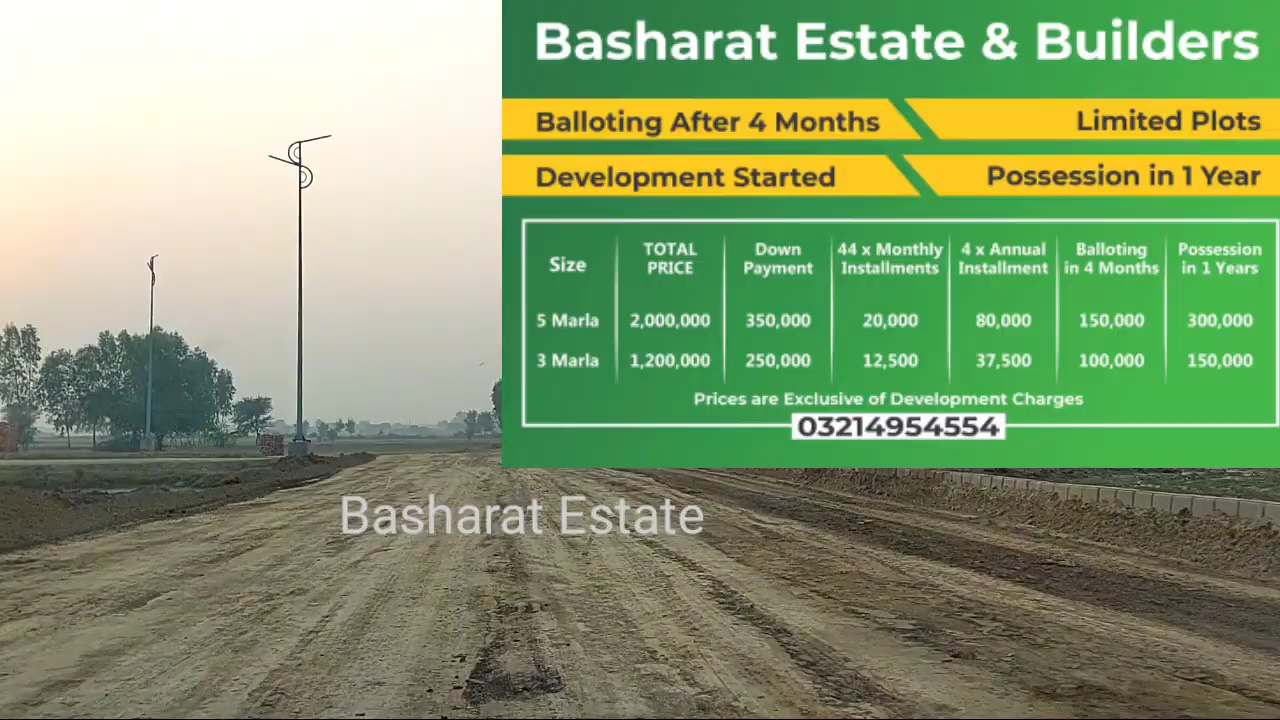 Basharat Estate & Builders
Balloting After 4 Months
Limited Plots
Development Started
Possession in 1 Year
Size TOTAL PRICE Down Payment 44 x Monthly Installments 4 x Annual Installment Balloting in 4 Months Possession in 1 Years
5 Marla 2,000,000 350,000 20,000 80,000 150,000 300,000
3 Marla 1,200,000 250,000 12,500 37,500 100,000 150,000
Prices are Exclusive of Development Charges
03214954554
Basharat Estate